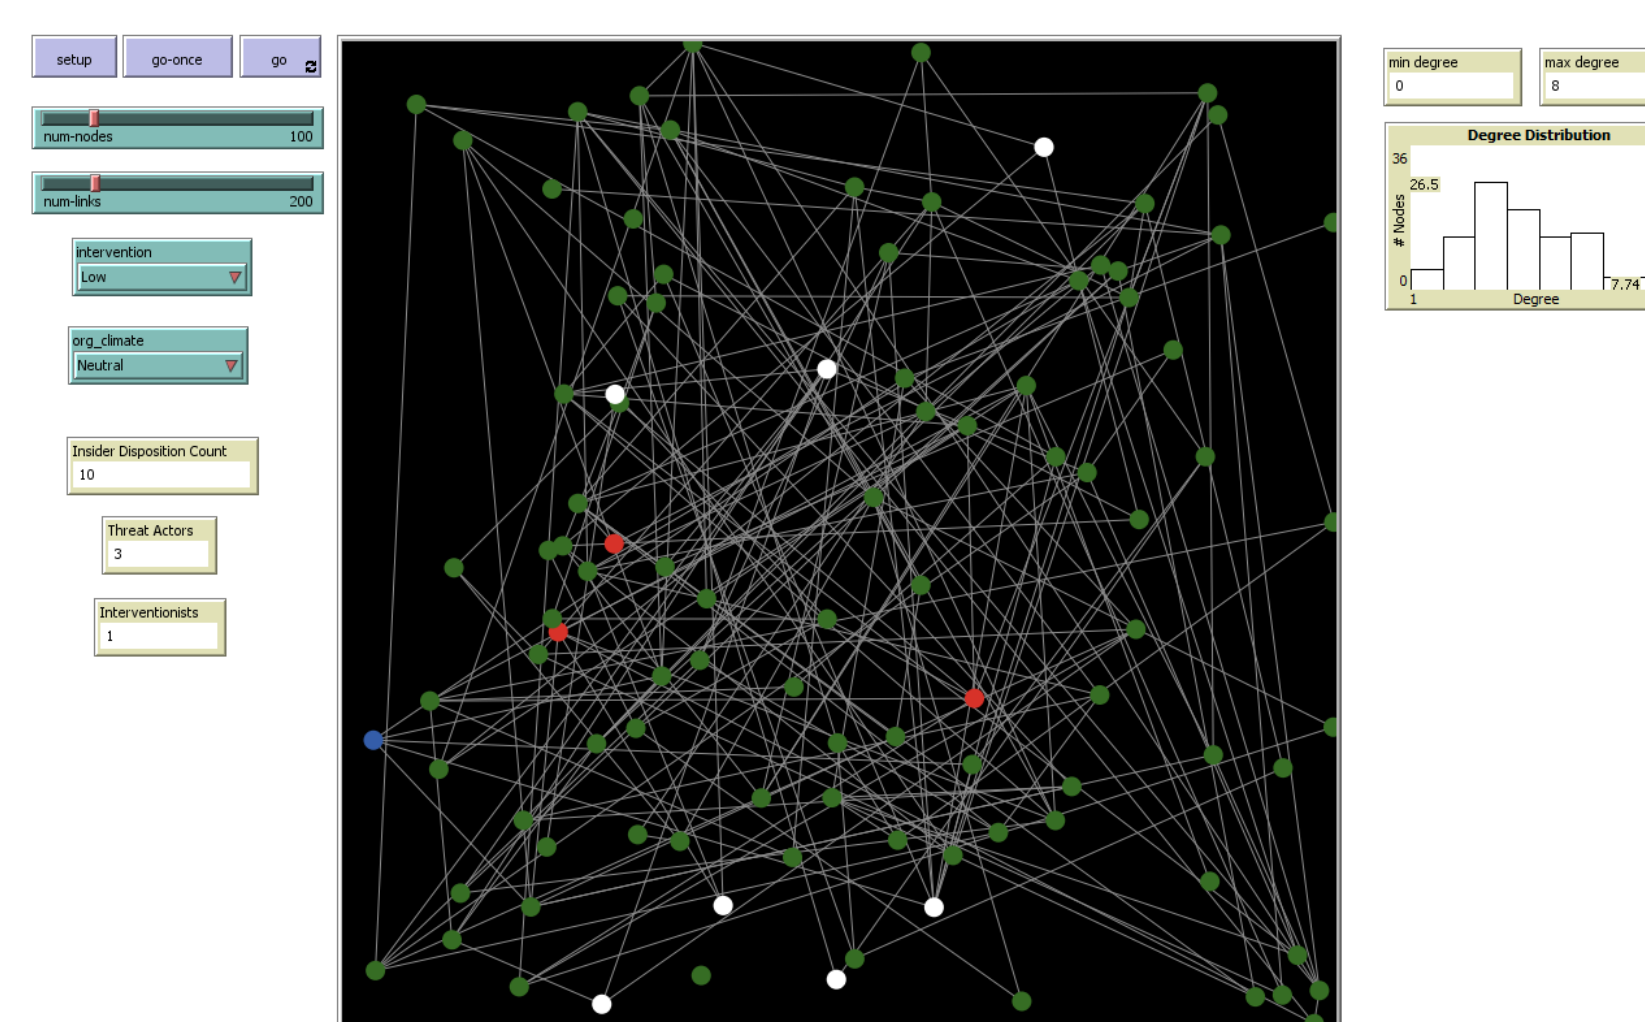 setup go-once go
num-nodes 100
num-links 200
intervention
Low
org_climate
Neutral
Insider Disposition Count
10
Threat Actors
3
Interventionists
1
min degree
0
max degree
8
Degree Distribution
36
26.5
# Nodes
0
7.74
1
Degree